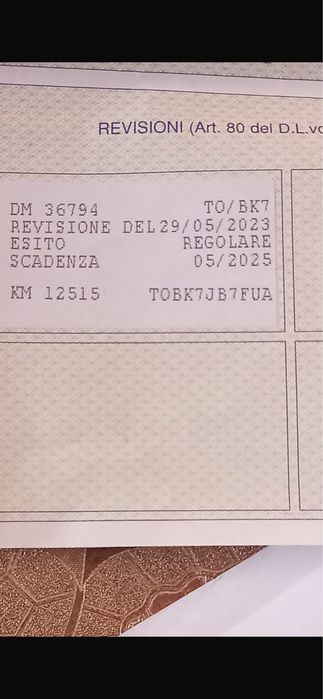 REVISIONI (Art. 80 del D.L.vo
DM 36794 TO/BK7
REVISIONE DEL 29/05/2023
ESITO REGOLARE
SCADENZA 05/2025
KM 12515 TOBK7JB7FUA